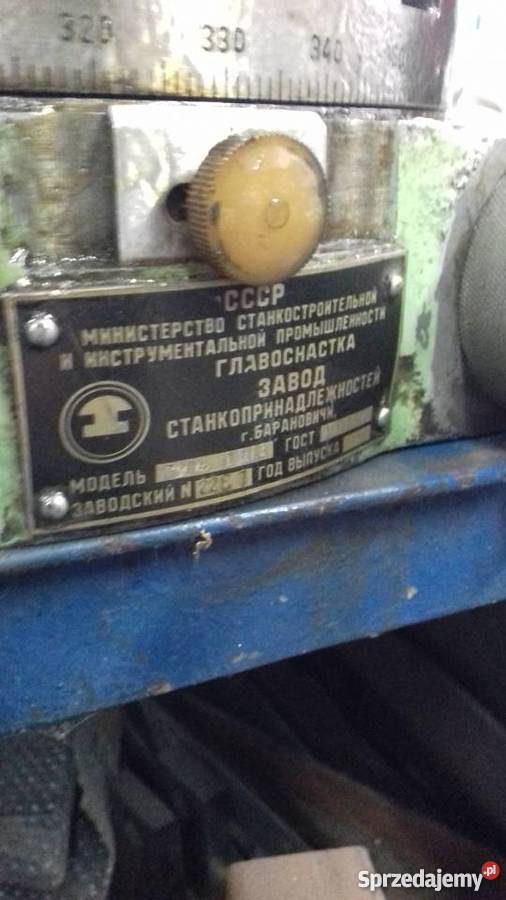 320 330 340
СССР
МИНИСТЕРСТВО СТАНКОСТРОИТЕЛЬНОЙ
И ИНСТРУМЕНТАЛЬНОЙ ПРОМЫШЛЕННОСТИ
ГЛАВОСНАСТКА
ЗАВОД
СТАНКОПРИНАДЛЕЖНОСТЕЙ
г. БАРАНОВИЧИ
МОДЕЛЬ ГОСТ
ЗАВОДСКИЙ N ГОД ВЫПУСКА
Sprzedajemy.pl